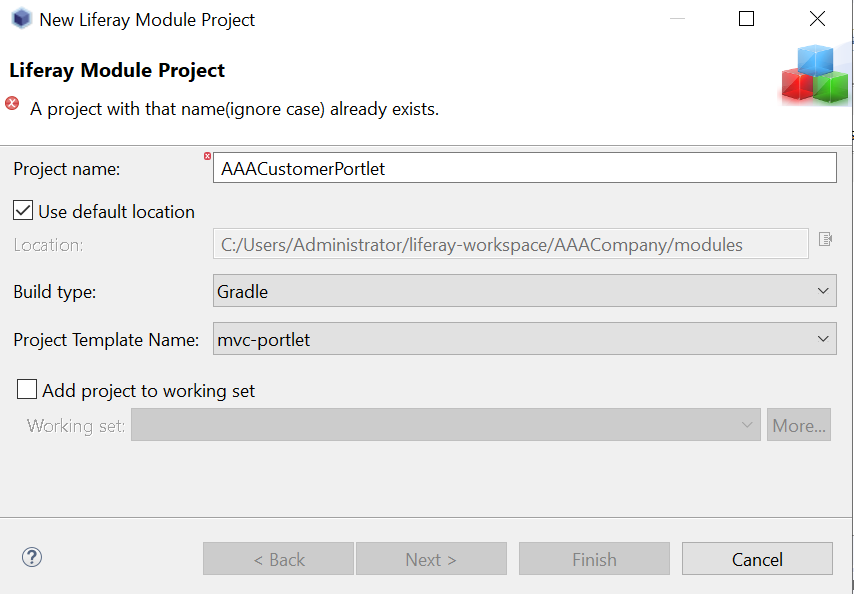 New Liferay Module Project
Liferay Module Project
A project with that name(ignore case) already exists.
Project name: AAACustomerPortlet
Use default location
Location: C:/Users/Administrator/liferay-workspace/AAACompany/modules
Build type: Gradle
Project Template Name: mvc-portlet
Add project to working set
Working set: More...
? < Back Next > Finish Cancel